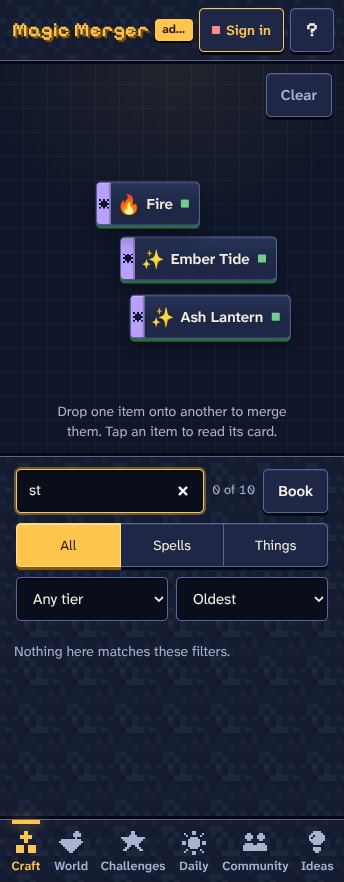 Magic Merger
ad...
Sign in
?
Clear
Fire
Ember Tide
Ash Lantern
Drop one item onto another to merge
them. Tap an item to read its card.
st
0 of 10
Book
All
Spells
Things
Any tier
Oldest
Nothing here matches these filters.
Craft
World
Challenges
Daily
Community
Ideas